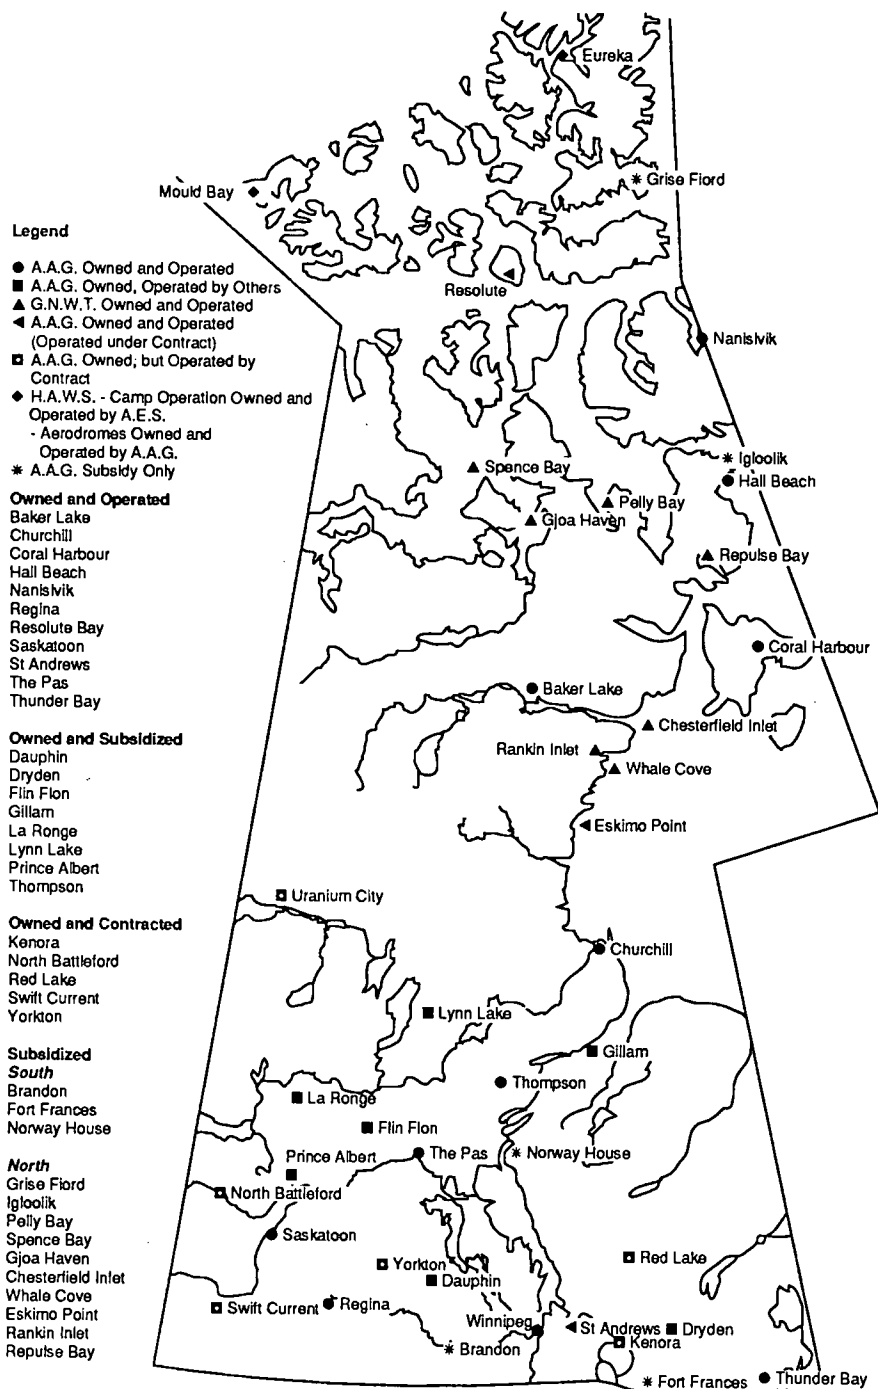 Legend
● A.A.G. Owned and Operated
■ A.A.G. Owned, Operated by Others
▲ G.N.W.T. Owned and Operated
◀ A.A.G. Owned and Operated
(Operated under Contract)
◘ A.A.G. Owned; but Operated by
Contract
◆ H.A.W.S. - Camp Operation Owned and
Operated by A.E.S.
- Aerodromes Owned and
Operated by A.A.G.
✱ A.A.G. Subsidy Only
Owned and Operated
Baker Lake
Churchill
Coral Harbour
Hall Beach
Nanisivik
Regina
Resolute Bay
Saskatoon
St Andrews
The Pas
Thunder Bay
Owned and Subsidized
Dauphin
Dryden
Flin Flon
Gillam
La Ronge
Lynn Lake
Prince Albert
Thompson
Owned and Contracted
Kenora
North Battleford
Red Lake
Swift Current
Yorkton
Subsidized
South
Brandon
Fort Frances
Norway House
North
Grise Fiord
Igloolik
Pelly Bay
Spence Bay
Gjoa Haven
Chesterfield Inlet
Whale Cove
Eskimo Point
Rankin Inlet
Repulse Bay
Eureka
Grise Fiord
Mould Bay
Resolute
Nanisivik
Igloolik
Spence Bay
Hall Beach
Pelly Bay
Gjoa Haven
Repulse Bay
Coral Harbour
Baker Lake
Chesterfield Inlet
Rankin Inlet
Whale Cove
Eskimo Point
Uranium City
Churchill
Lynn Lake
Gillam
Thompson
La Ronge
Flin Flon
The Pas
Norway House
Prince Albert
North Battleford
Saskatoon
Red Lake
Yorkton
Dauphin
Swift Current
Regina
Winnipeg
St Andrews
Dryden
Kenora
Brandon
Fort Frances
Thunder Bay